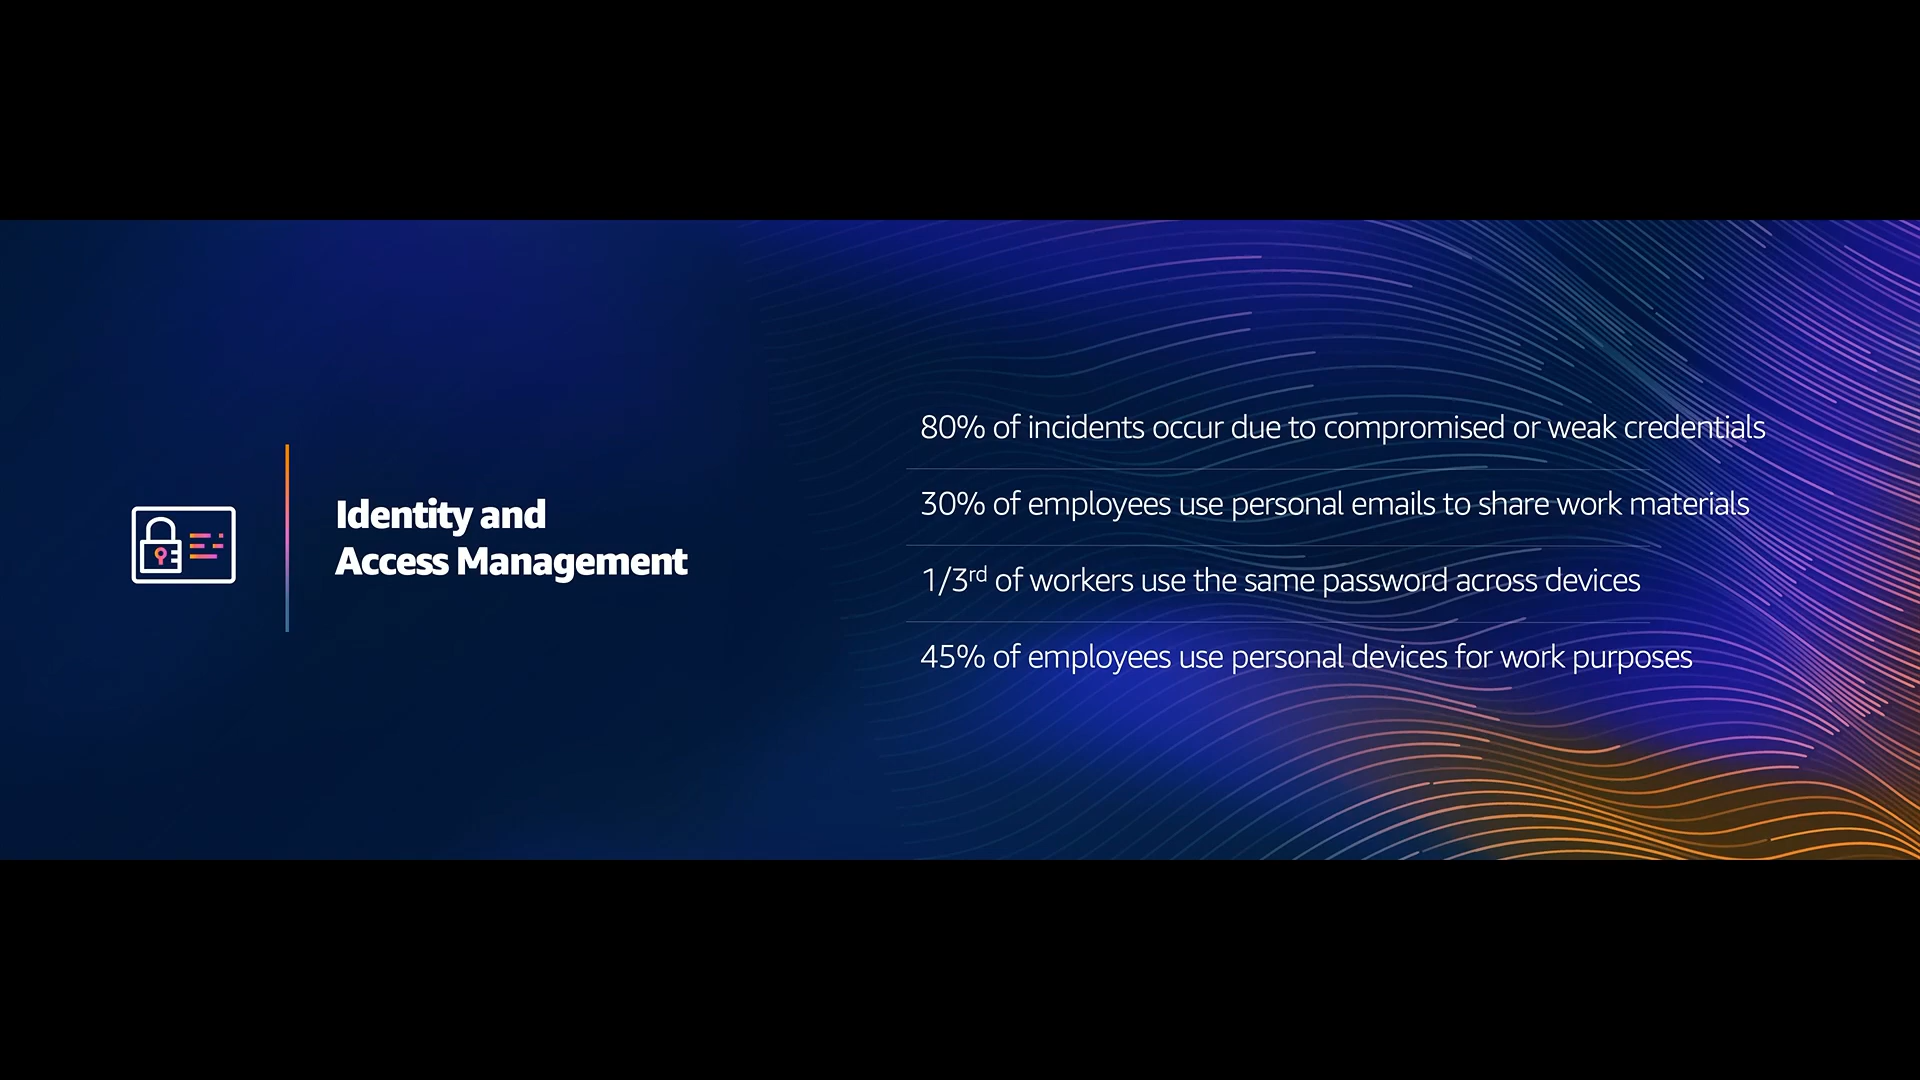 Identity and
Access Management
80% of incidents occur due to compromised or weak credentials
30% of employees use personal emails to share work materials
1/3rd of workers use the same password across devices
45% of employees use personal devices for work purposes